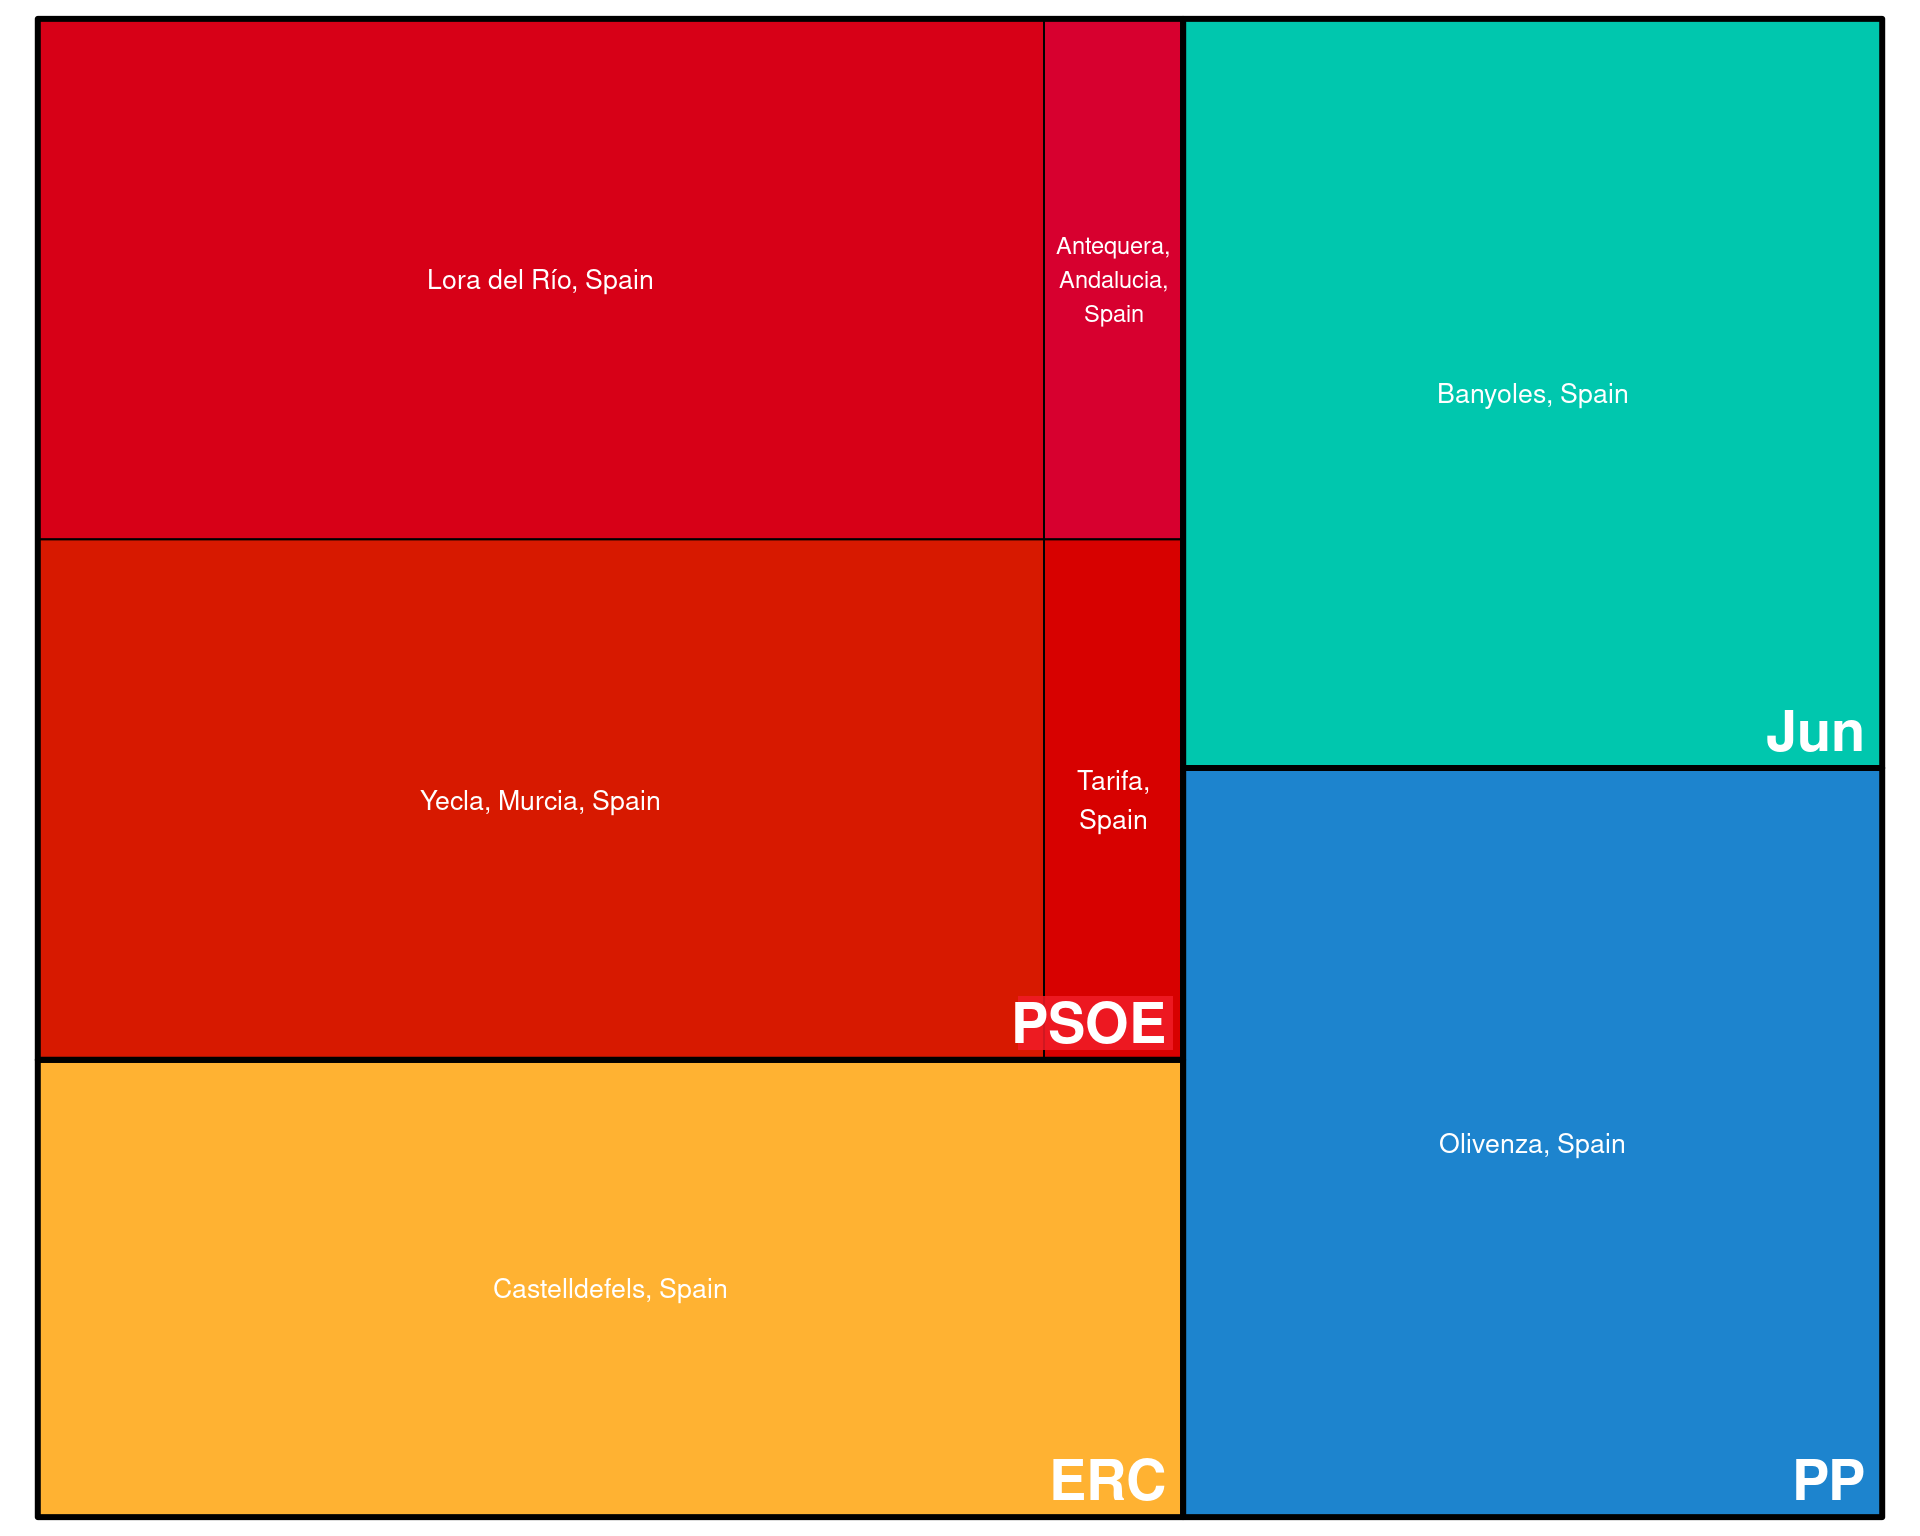 Lora del Río, Spain
Antequera,
Andalucia,
Spain
Yecla, Murcia, Spain
Tarifa,
Spain
PSOE
Castelldefels, Spain
ERC
Banyoles, Spain
Jun
Olivenza, Spain
PP